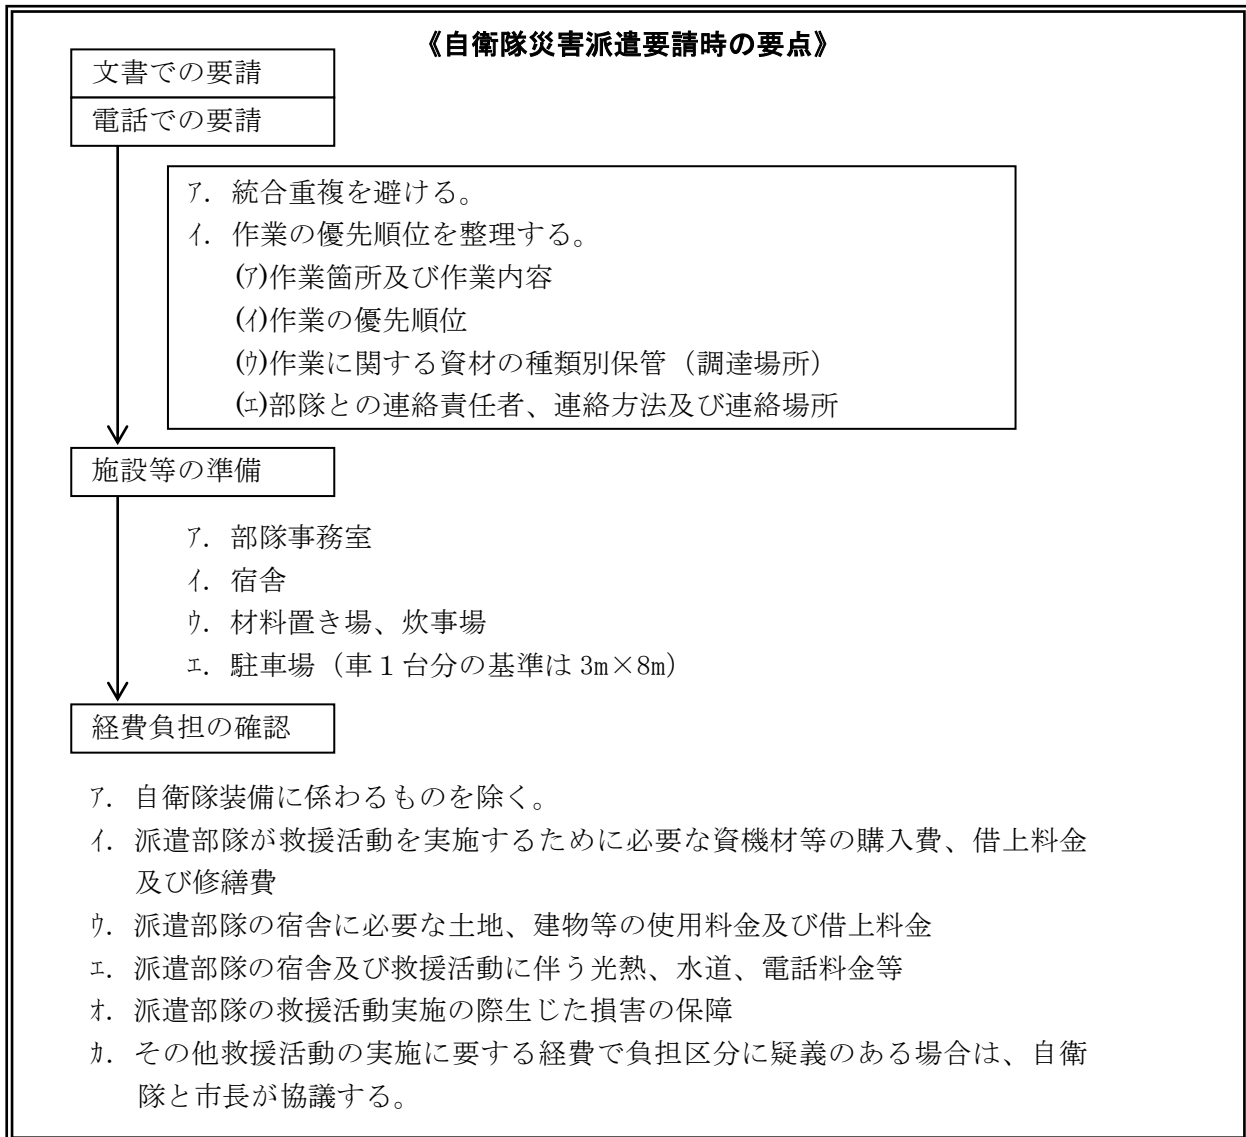 《自衛隊災害派遣要請時の要点》
文書での要請
電話での要請
ｱ. 統合重複を避ける。
ｲ. 作業の優先順位を整理する。
(ｱ)作業箇所及び作業内容
(ｲ)作業の優先順位
(ｳ)作業に関する資材の種類別保管（調達場所）
(ｴ)部隊との連絡責任者、連絡方法及び連絡場所
施設等の準備
ｱ. 部隊事務室
ｲ. 宿舎
ｳ. 材料置き場、炊事場
ｴ. 駐車場（車１台分の基準は 3m×8m）
経費負担の確認
ｱ. 自衛隊装備に係わるものを除く。
ｲ. 派遣部隊が救援活動を実施するために必要な資機材等の購入費、借上料金
及び修繕費
ｳ. 派遣部隊の宿舎に必要な土地、建物等の使用料金及び借上料金
ｴ. 派遣部隊の宿舎及び救援活動に伴う光熱、水道、電話料金等
ｵ. 派遣部隊の救援活動実施の際生じた損害の保障
ｶ. その他救援活動の実施に要する経費で負担区分に疑義のある場合は、自衛
隊と市長が協議する。